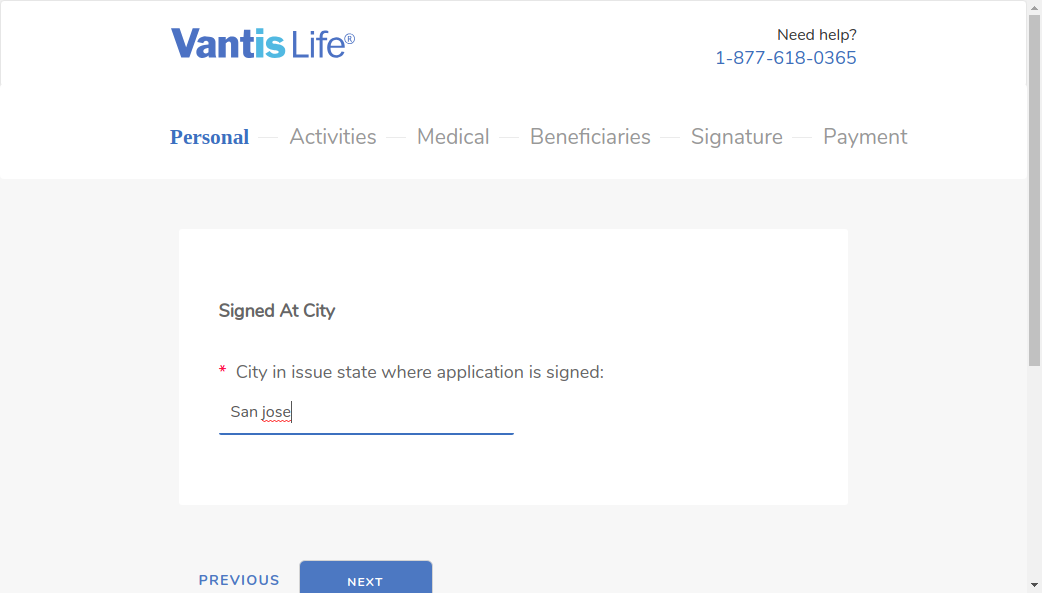 Vantis Life®
Need help?
1-877-618-0365
Personal Activities Medical Beneficiaries Signature Payment
Signed At City
* City in issue state where application is signed:
San jose
PREVIOUS NEXT